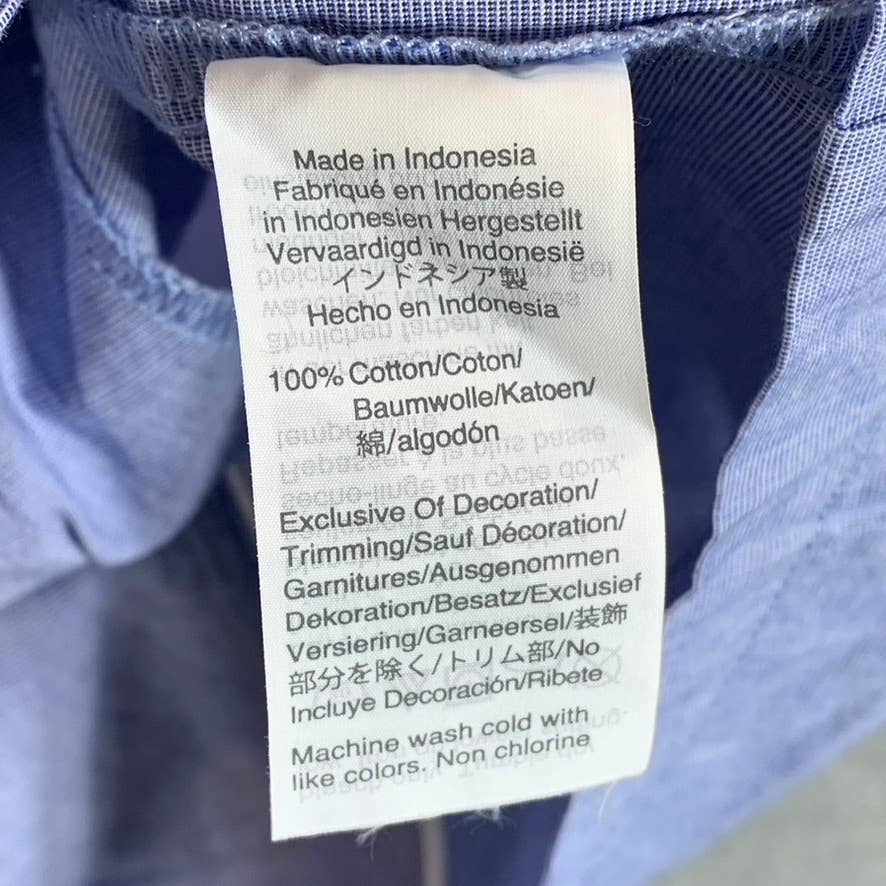 Made in Indonesia
Fabriqué en Indonésie
in Indonesien Hergestellt
Vervaardigd in Indonesië
インドネシア製
Hecho en Indonesia
100% Cotton/Coton/
Baumwolle/Katoen/
綿/algodón
Exclusive Of Decoration/
Trimming/Sauf Décoration/
Garnitures/Ausgenommen
Dekoration/Besatz/Exclusief
Versiering/Garneersel/装飾
部分を除く/トリム部/No
Incluye Decoración/Ribete
Machine wash cold with
like colors. Non chlorine